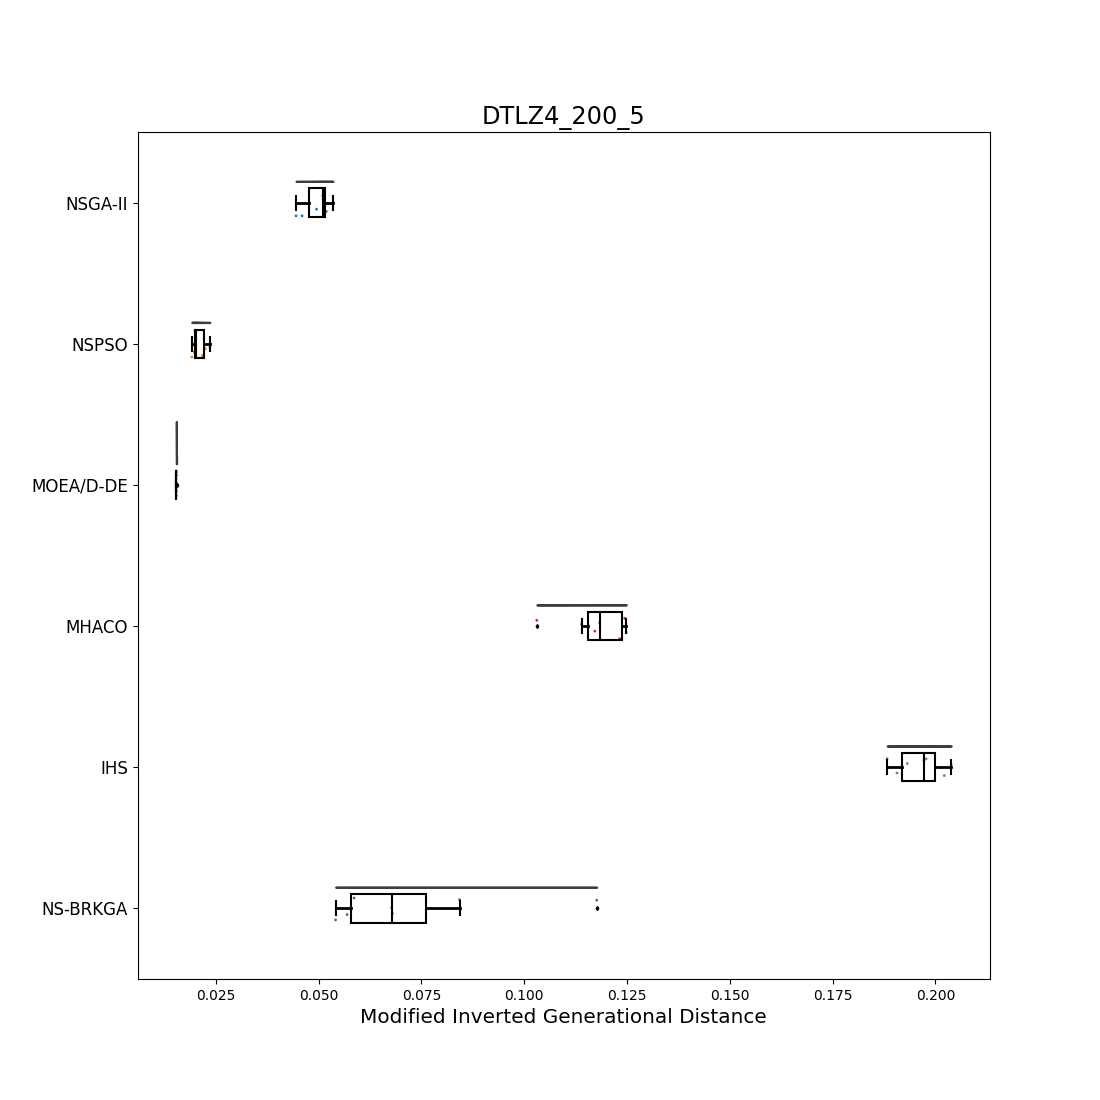 DTLZ4_200_5
NSGA-II
NSPSO
MOEA/D-DE
MHACO
IHS
NS-BRKGA
0.025 0.050 0.075 0.100 0.125 0.150 0.175 0.200
Modified Inverted Generational Distance